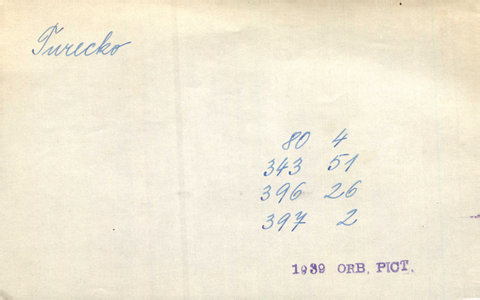 Turecko
80 4
343 51
396 26
397 2
1939 ORB. PICT.